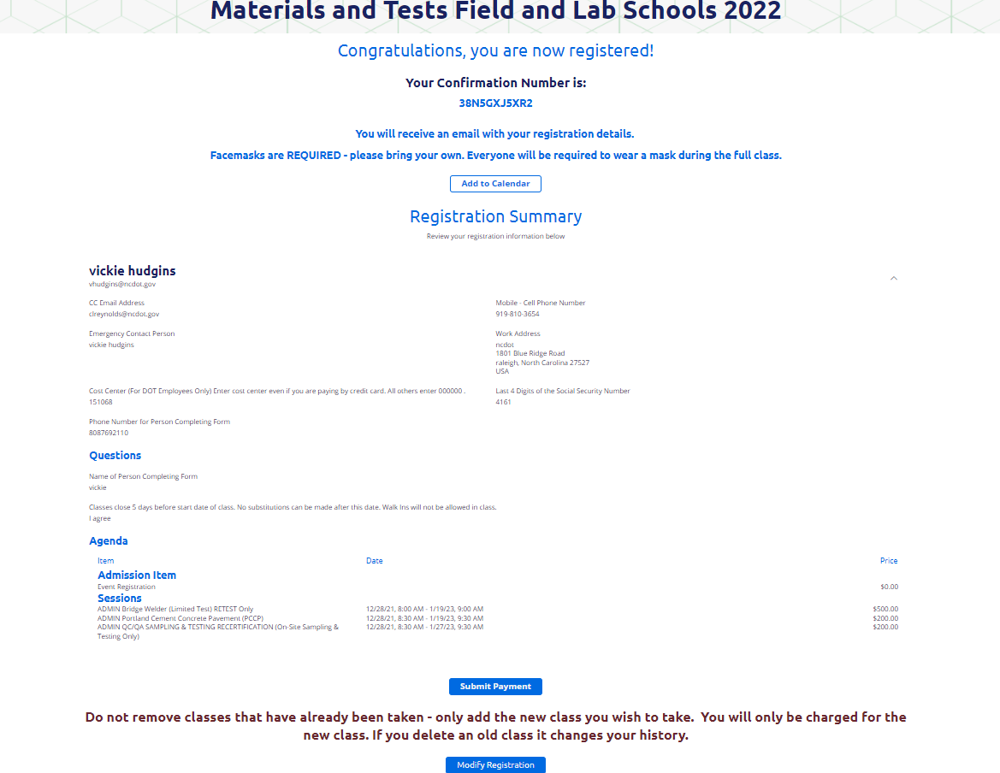 Materials and Tests Field and Lab Schools 2022
Congratulations, you are now registered!
Your Confirmation Number is:
38N5GXJ5XR2
You will receive an email with your registration details.
Facemasks are REQUIRED - please bring your own. Everyone will be required to wear a mask during the full class.
Add to Calendar
Registration Summary
Review your registration information below
vickie hudgins
vhudgins@ncdot.gov
CC Email Address
clreynolds@ncdot.gov
Mobile - Cell Phone Number
919-810-3654
Emergency Contact Person
vickie hudgins
Work Address
ncdot
1801 Blue Ridge Road
raleigh, North Carolina 27527
USA
Cost Center (For DOT Employees Only) Enter cost center even if you are paying by credit card. All others enter 000000 .
151068
Last 4 Digits of the Social Security Number
4161
Phone Number for Person Completing Form
8087692110
Questions
Name of Person Completing Form
vickie
Classes close 5 days before start date of class. No substitutions can be made after this date. Walk Ins will not be allowed in class.
I agree
Agenda
Item Date Price
Admission Item
Event Registration $0.00
Sessions
ADMIN Bridge Welder (Limited Test) RETEST Only 12/28/21, 8:00 AM - 1/19/23, 9:00 AM $500.00
ADMIN Portland Cement Concrete Pavement (PCCP) 12/28/21, 8:30 AM - 1/19/23, 9:30 AM $200.00
ADMIN QC/QA SAMPLING & TESTING RECERTIFICATION (On-Site Sampling & 12/28/21, 8:30 AM - 1/27/23, 9:30 AM $200.00
Testing Only)
Submit Payment
Do not remove classes that have already been taken - only add the new class you wish to take. You will only be charged for the
new class. If you delete an old class it changes your history.
Modify Registration